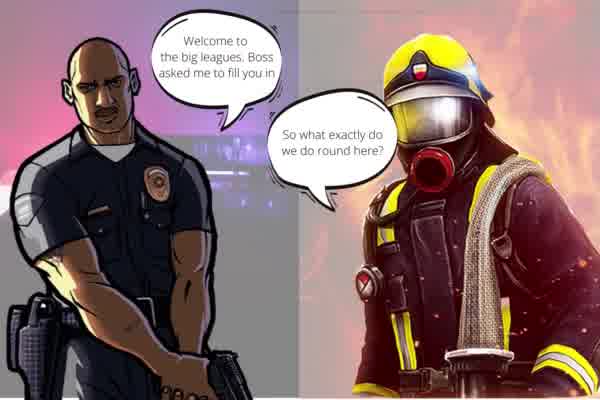 Welcome to
the big leagues. Boss
asked me to fill you in
So what exactly do
we do round here?